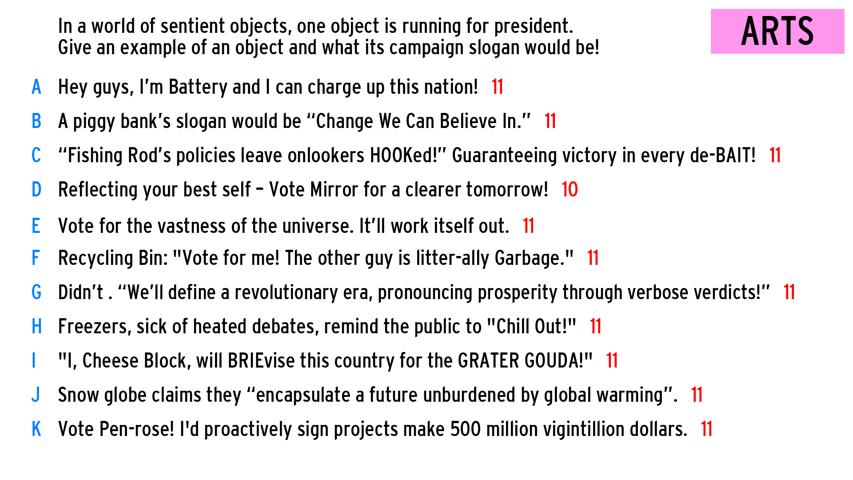 In a world of sentient objects, one object is running for president.
Give an example of an object and what its campaign slogan would be!
ARTS
A Hey guys, I'm Battery and I can charge up this nation! 11
B A piggy bank's slogan would be “Change We Can Believe In.” 11
C “Fishing Rod's policies leave onlookers HOOKed!” Guaranteeing victory in every de-BAIT! 11
D Reflecting your best self – Vote Mirror for a clearer tomorrow! 10
E Vote for the vastness of the universe. It'll work itself out. 11
F Recycling Bin: "Vote for me! The other guy is litter-ally Garbage." 11
G Didn't . “We'll define a revolutionary era, pronouncing prosperity through verbose verdicts!” 11
H Freezers, sick of heated debates, remind the public to "Chill Out!" 11
I "I, Cheese Block, will BRIEvise this country for the GRATER GOUDA!" 11
J Snow globe claims they “encapsulate a future unburdened by global warming”. 11
K Vote Pen-rose! I'd proactively sign projects make 500 million vigintillion dollars. 11